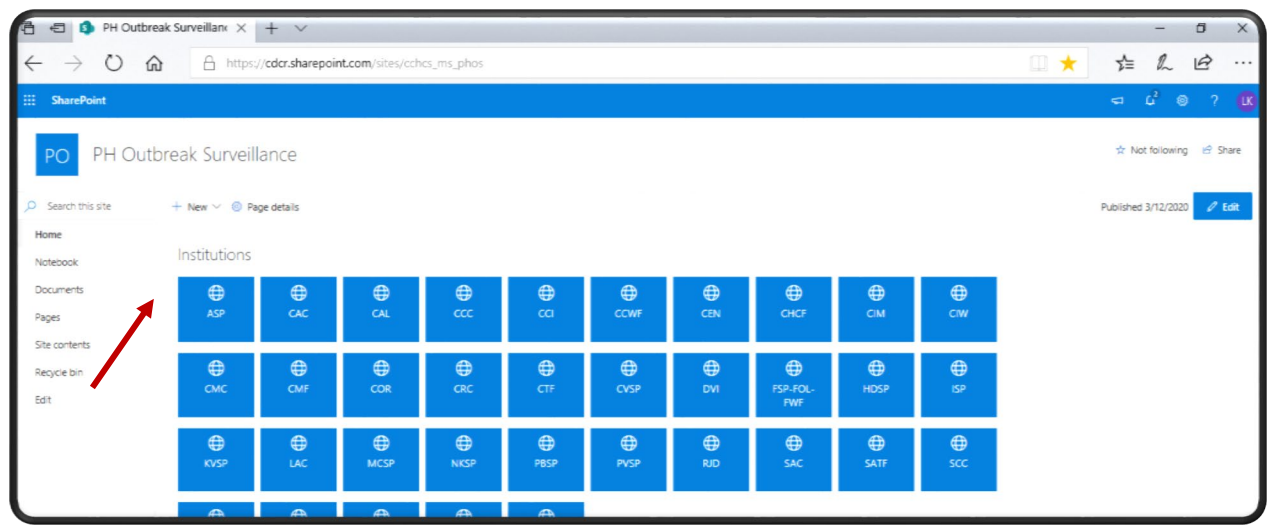 PH Outbreak Surveillanc
https://cdcr.sharepoint.com/sites/cchcs_ms_phos
SharePoint
2
?
LK
PO
PH Outbreak Surveillance
Not following
Share
Search this site
New
Page details
Published 3/12/2020
Edit
Home
Notebook
Documents
Pages
Site contents
Recycle bin
Edit
Institutions
ASP CAC CAL CCC CCI CCWF CEN CHCF CIM CIW
CMC CMF COR CRC CTF CVSP DVI FSP-FOL-
FWF
HDSP ISP
KVSP LAC MCSP NKSP PBSP PVSP RJD SAC SATF SCC